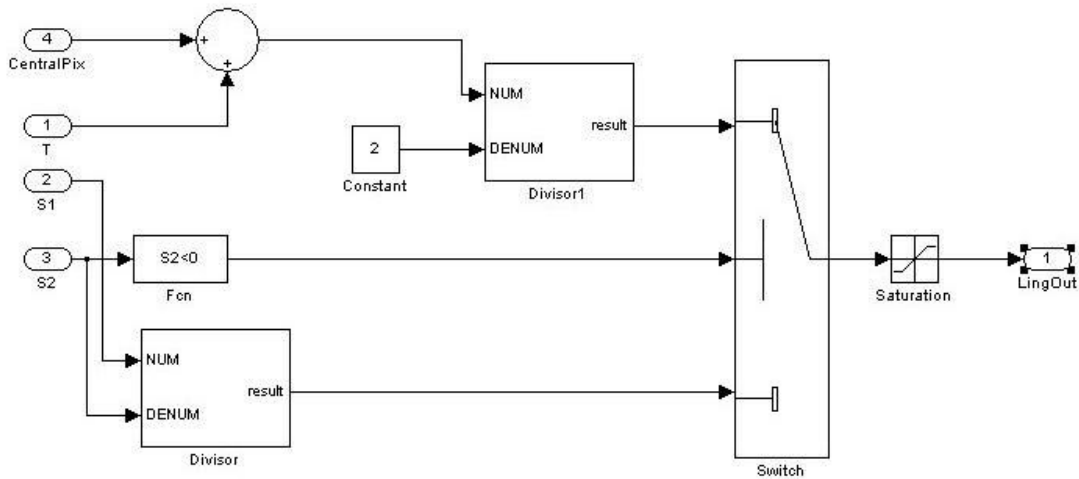 4
CentralPix
+
+
1
T
2
S1
3
S2
2
Constant
NUM
DENUM
result
Divisor1
S2<0
Fcn
NUM
DENUM
result
Divisor
Switch
Saturation
1
LingOut